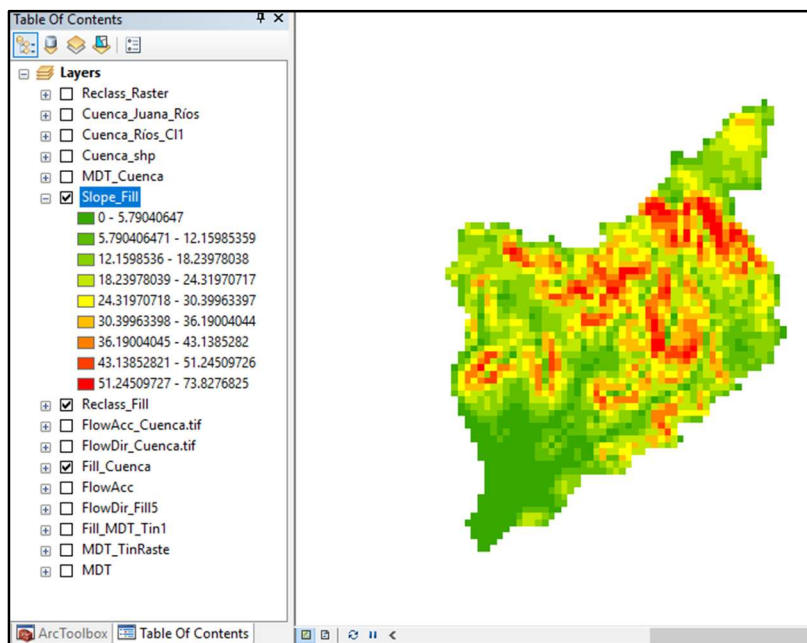 Table Of Contents
Layers
Reclass_Raster
Cuenca_Juana_Ríos
Cuenca_Ríos_Cl1
Cuenca_shp
MDT_Cuenca
Slope_Fill
0 - 5.79040647
5.790406471 - 12.15985359
12.1598536 - 18.23978038
18.23978039 - 24.31970717
24.31970718 - 30.39963397
30.39963398 - 36.19004044
36.19004045 - 43.1385282
43.13852821 - 51.24509726
51.24509727 - 73.8276825
Reclass_Fill
FlowAcc_Cuenca.tif
FlowDir_Cuenca.tif
Fill_Cuenca
FlowAcc
FlowDir_Fill5
Fill_MDT_Tin1
MDT_TinRaste
MDT
ArcToolbox Table Of Contents